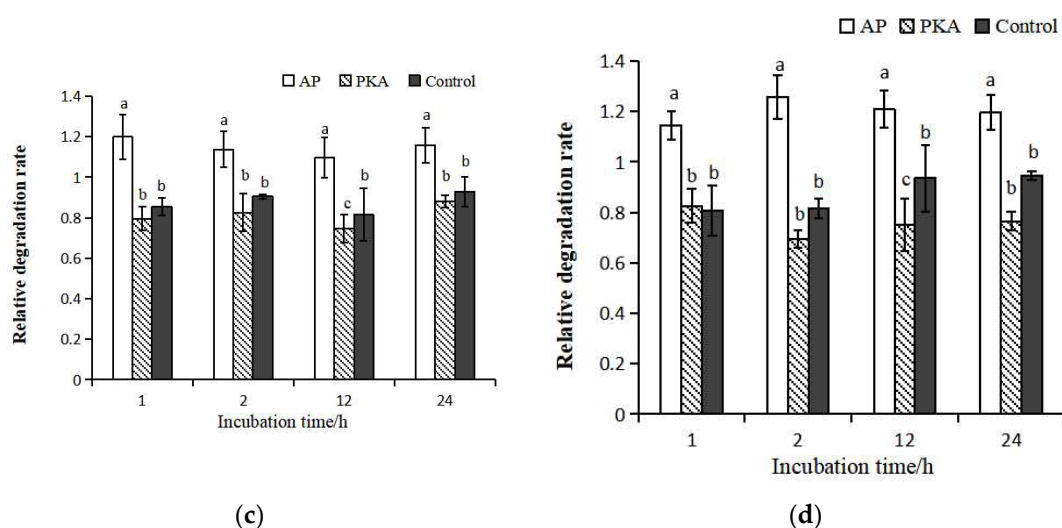 AP PKA Control
Relative degradation rate
1.4
1.2
1
0.8
0.6
0.4
0.2
0
a a a a
b b b b c b b b
1 2 12 24
Incubation time/h
(c)
AP PKA Control
Relative degradation rate
1.4
1.2
1
0.8
0.6
0.4
0.2
0
a a a a
b b b b c b b b
1 2 12 24
Incubation time/h
(d)